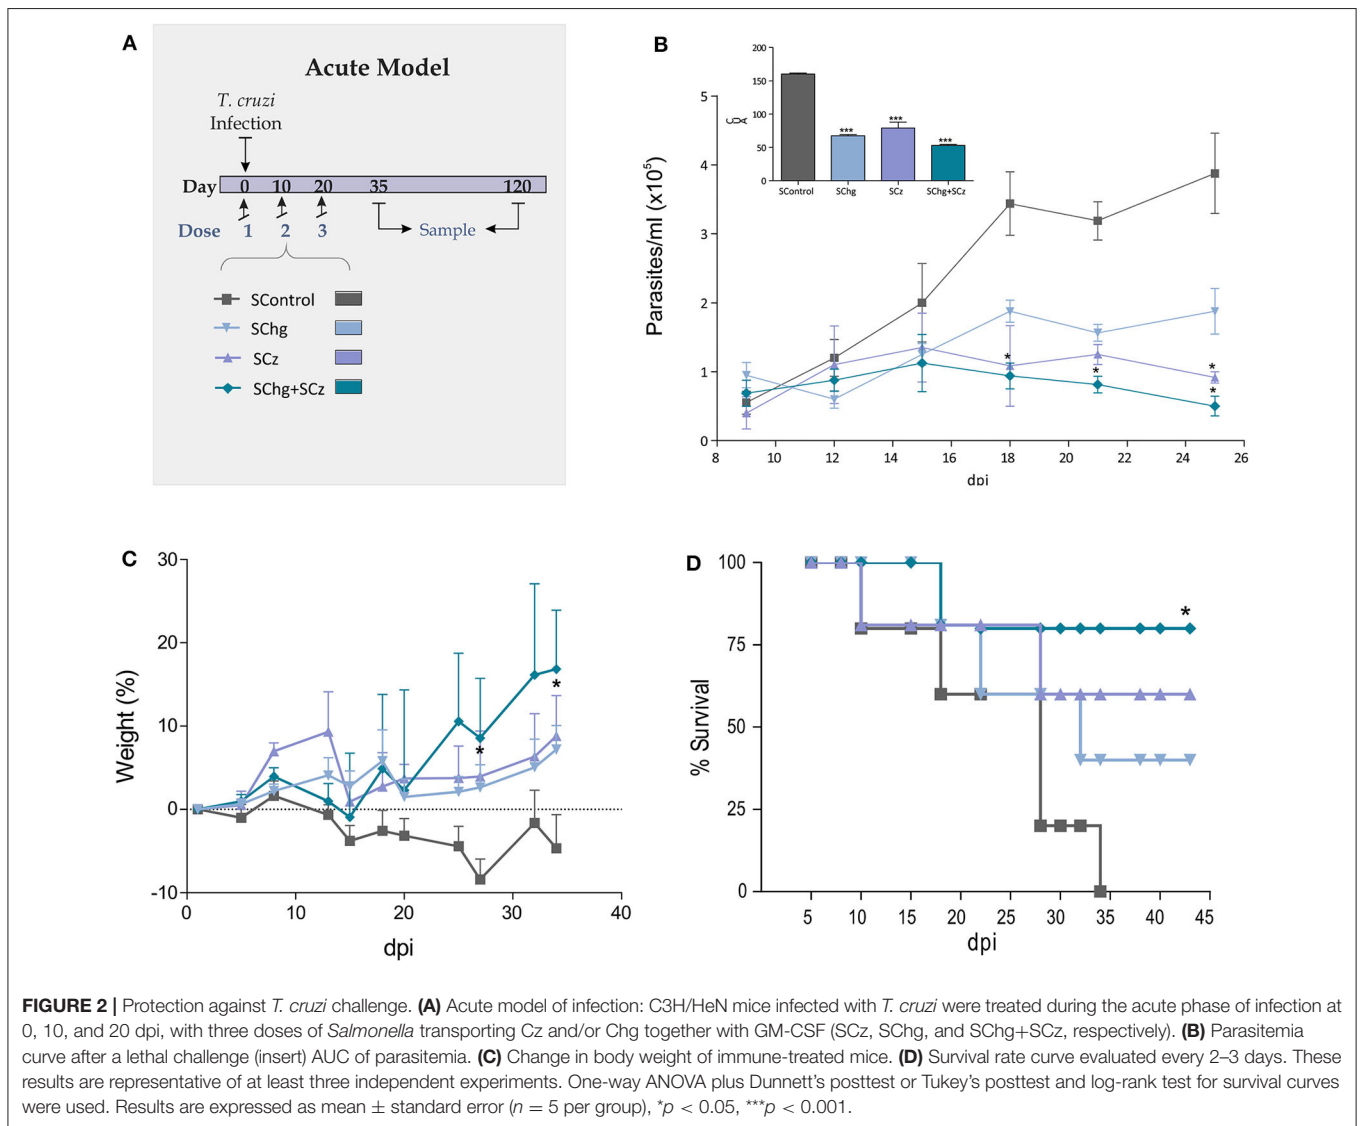 A
Acute Model
T. cruzi
Infection
Day 0 10 20 35 120
Dose 1 2 3 Sample
SControl
SChg
SCz
SChg+SCz
B
200
150
100
50
0
***
***
***
SControl SChg SCz SChg+SCz
Parasites/ml (x10⁵)
5
4
3
2
1
0
*
*
*
*
8 10 12 14 16 18 20 22 24 26
dpi
C
Weight (%)
30
20
10
0
-10
*
*
0 10 20 30 40
dpi
D
% Survival
100
75
50
25
0
*
5 10 15 20 25 30 35 40 45
dpi
FIGURE 2 | Protection against T. cruzi challenge. (A) Acute model of infection: C3H/HeN mice infected with T. cruzi were treated during the acute phase of infection at
0, 10, and 20 dpi, with three doses of Salmonella transporting Cz and/or Chg together with GM-CSF (SCz, SChg, and SChg+SCz, respectively). (B) Parasitemia
curve after a lethal challenge (insert) AUC of parasitemia. (C) Change in body weight of immune-treated mice. (D) Survival rate curve evaluated every 2–3 days. These
results are representative of at least three independent experiments. One-way ANOVA plus Dunnett's posttest or Tukey's posttest and log-rank test for survival curves
were used. Results are expressed as mean ± standard error (n = 5 per group), *p < 0.05, ***p < 0.001.